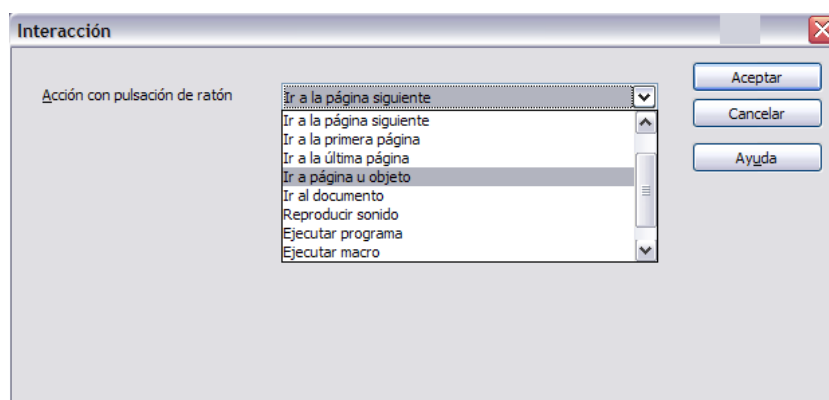 Interacción
Acción con pulsación de ratón
Ir a la página siguiente
Ir a la página siguiente
Ir a la primera página
Ir a la última página
Ir a página u objeto
Ir al documento
Reproducir sonido
Ejecutar programa
Ejecutar macro
Aceptar
Cancelar
Ayuda